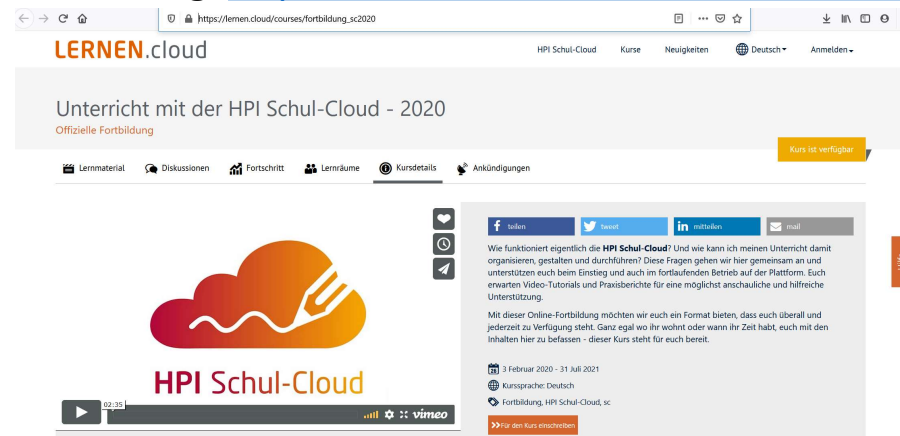 https://lernen.cloud/courses/fortbildung_sc2020
LERNEN.cloud
HPI Schul-Cloud Kurse Neuigkeiten Deutsch Anmelden
Unterricht mit der HPI Schul-Cloud - 2020
Offizielle Fortbildung
Kurs ist verfügbar
Lernmaterial Diskussionen Fortschritt Lernräume Kursdetails Ankündigungen
teilen tweet mitteilen mail
Wie funktioniert eigentlich die HPI Schul-Cloud? Und wie kann ich meinen Unterricht damit
organisieren, gestalten und durchführen? Diese Fragen gehen wir hier gemeinsam an und
unterstützen euch beim Einstieg und auch im fortlaufenden Betrieb auf der Plattform. Euch
erwarten Video-Tutorials und Praxisberichte für eine möglichst anschauliche und hilfreiche
Unterstützung.
Mit dieser Online-Fortbildung möchten wir euch ein Format bieten, dass euch überall und
jederzeit zu Verfügung steht. Ganz egal wo ihr wohnt oder wann ihr Zeit habt, euch mit den
Inhalten hier zu befassen - dieser Kurs steht für euch bereit.
3 Februar 2020 - 31 Juli 2021
Kurssprache: Deutsch
Fortbildung, HPI Schul-Cloud, sc
Für den Kurs einschreiben
HPI Schul-Cloud
02:35
vimeo